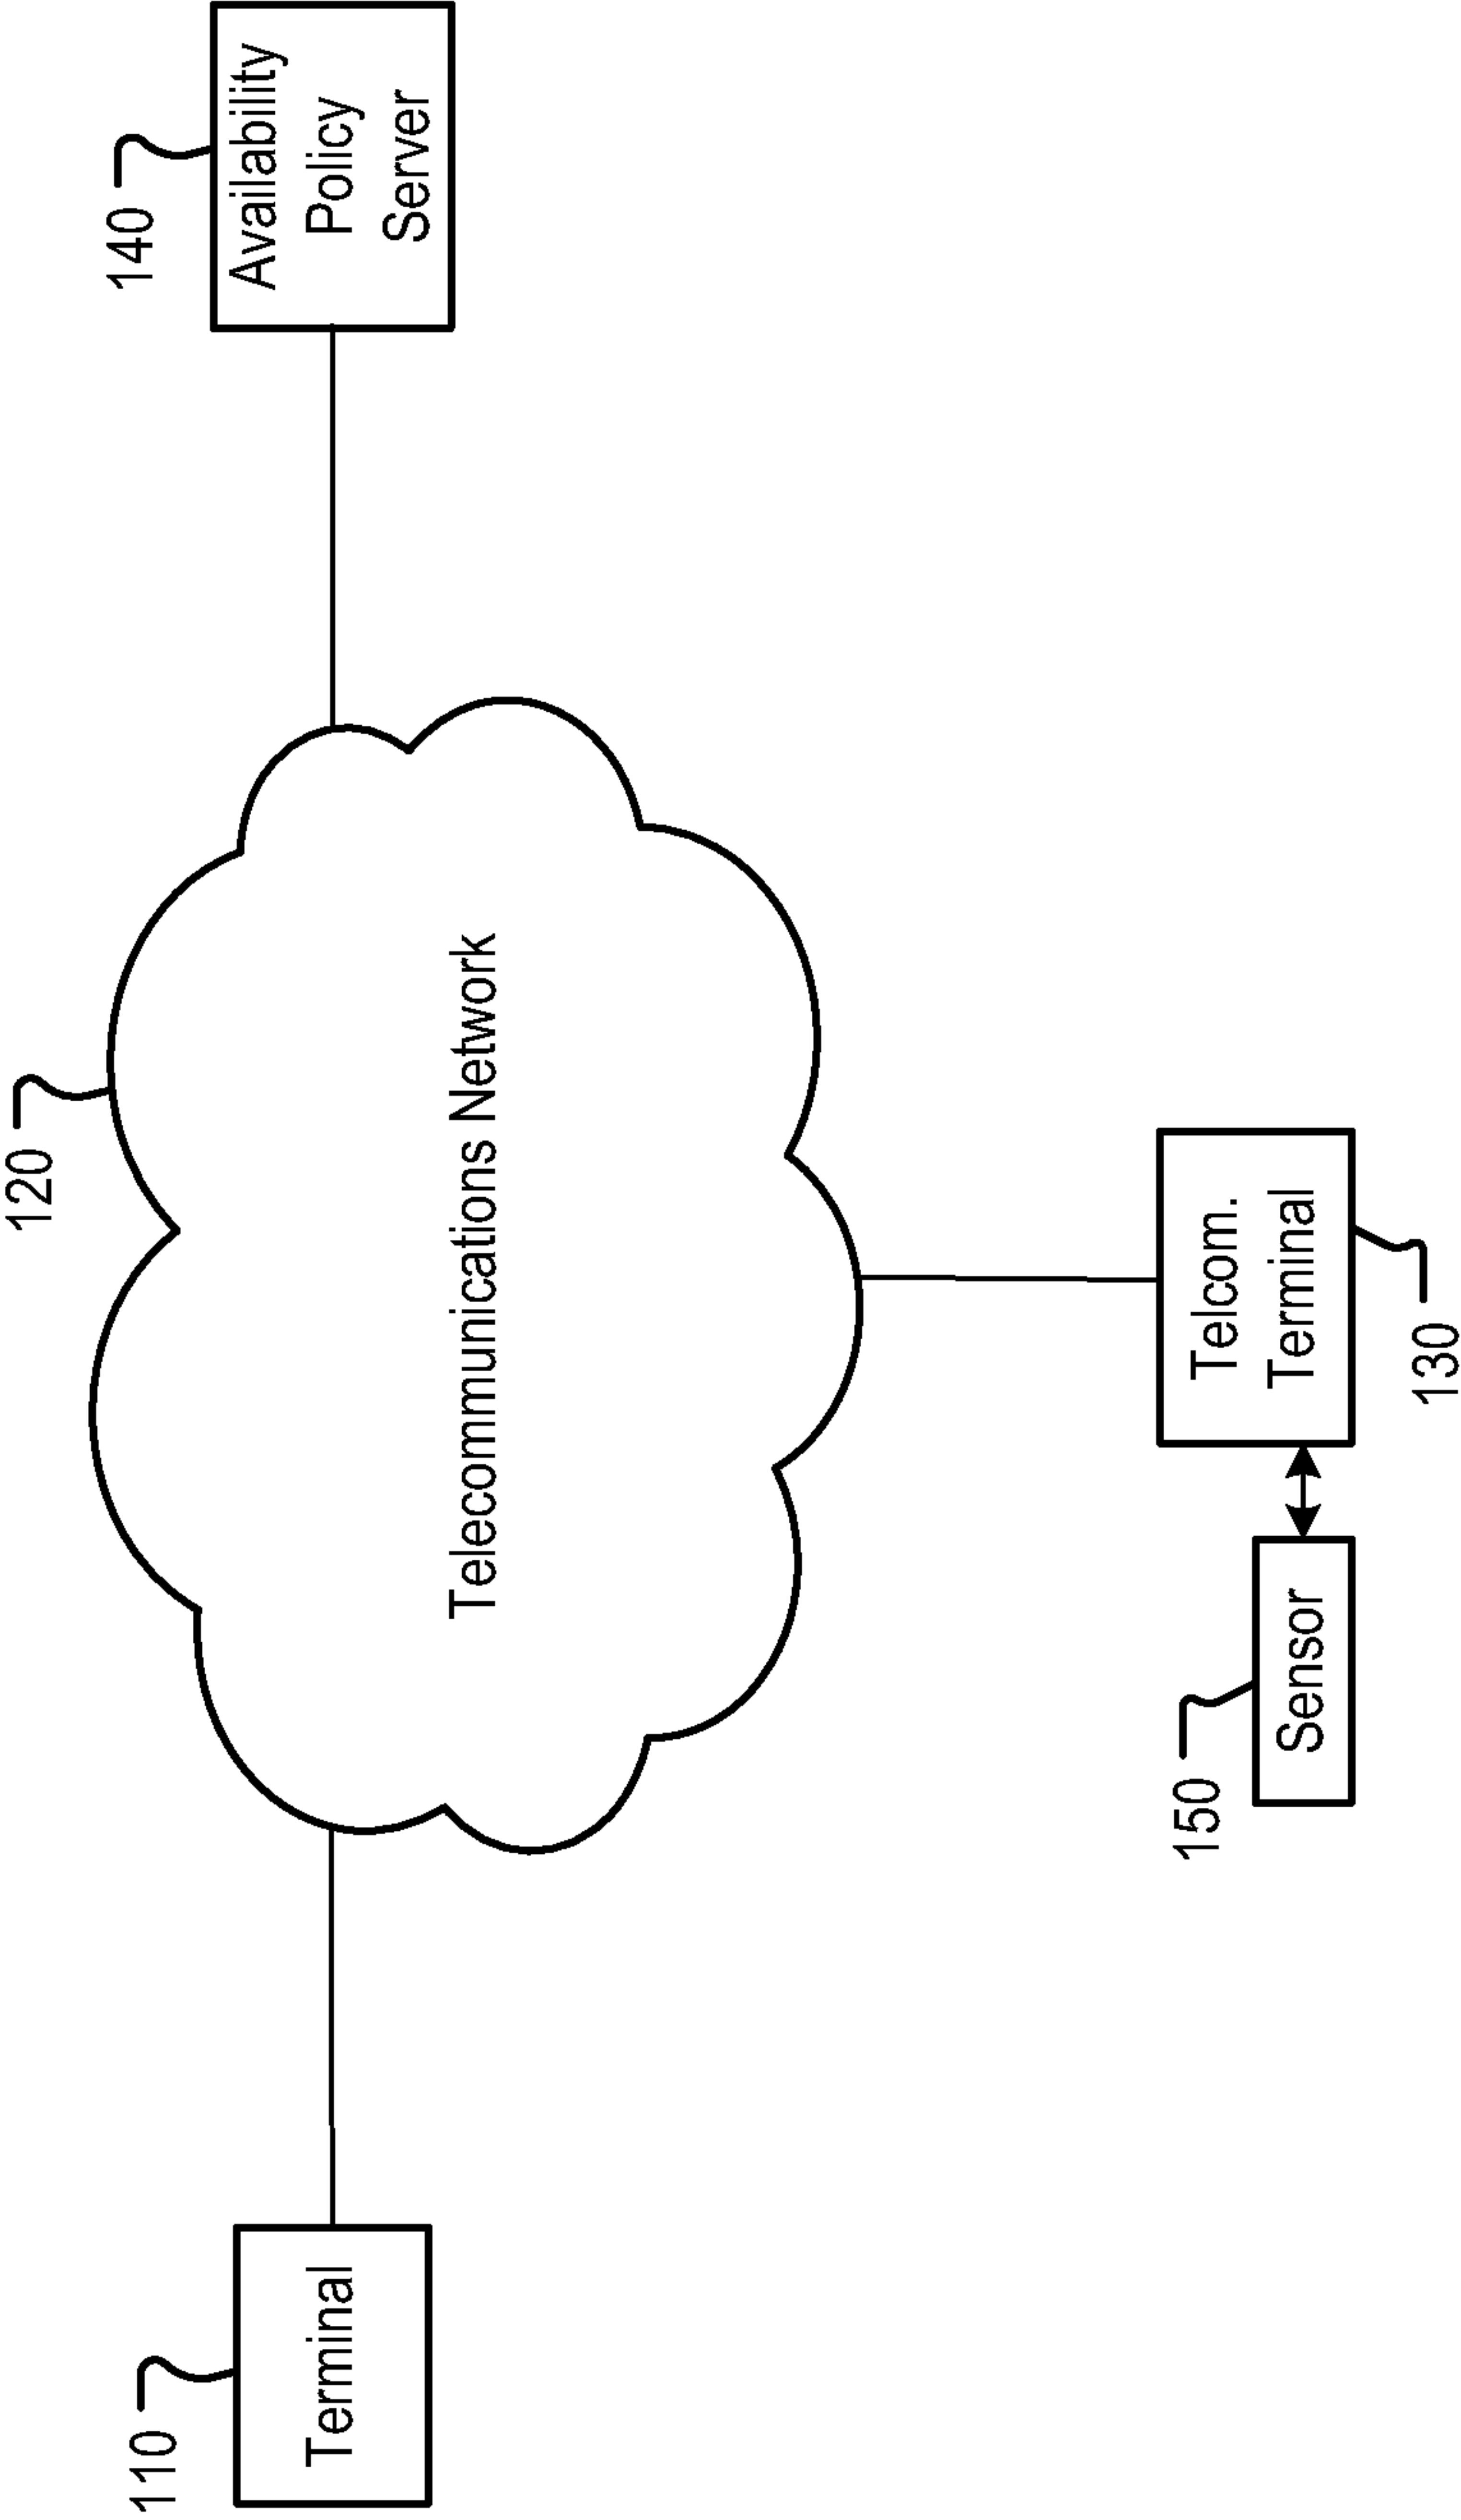 120
110
140
Terminal
Availability
Policy
Server
Telecommunications Network
150
Sensor
Telcom.
Terminal
130